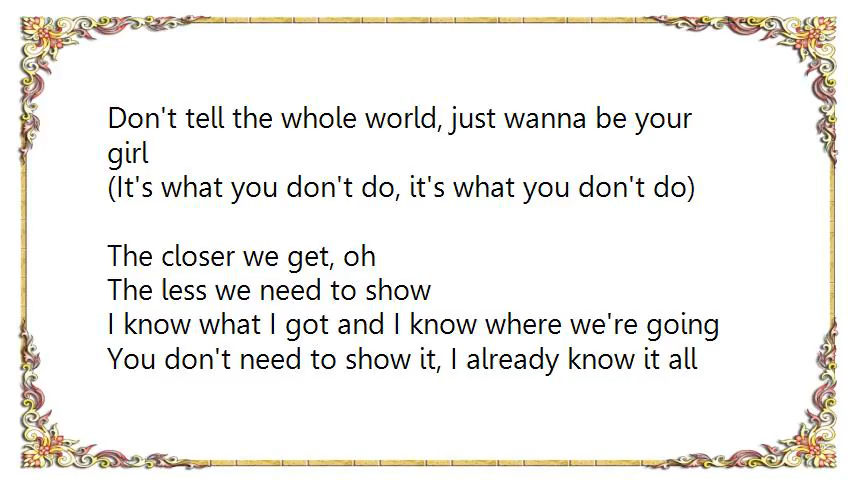 Don't tell the whole world, just wanna be your
girl
(It's what you don't do, it's what you don't do)
The closer we get, oh
The less we need to show
I know what I got and I know where we're going
You don't need to show it, I already know it all